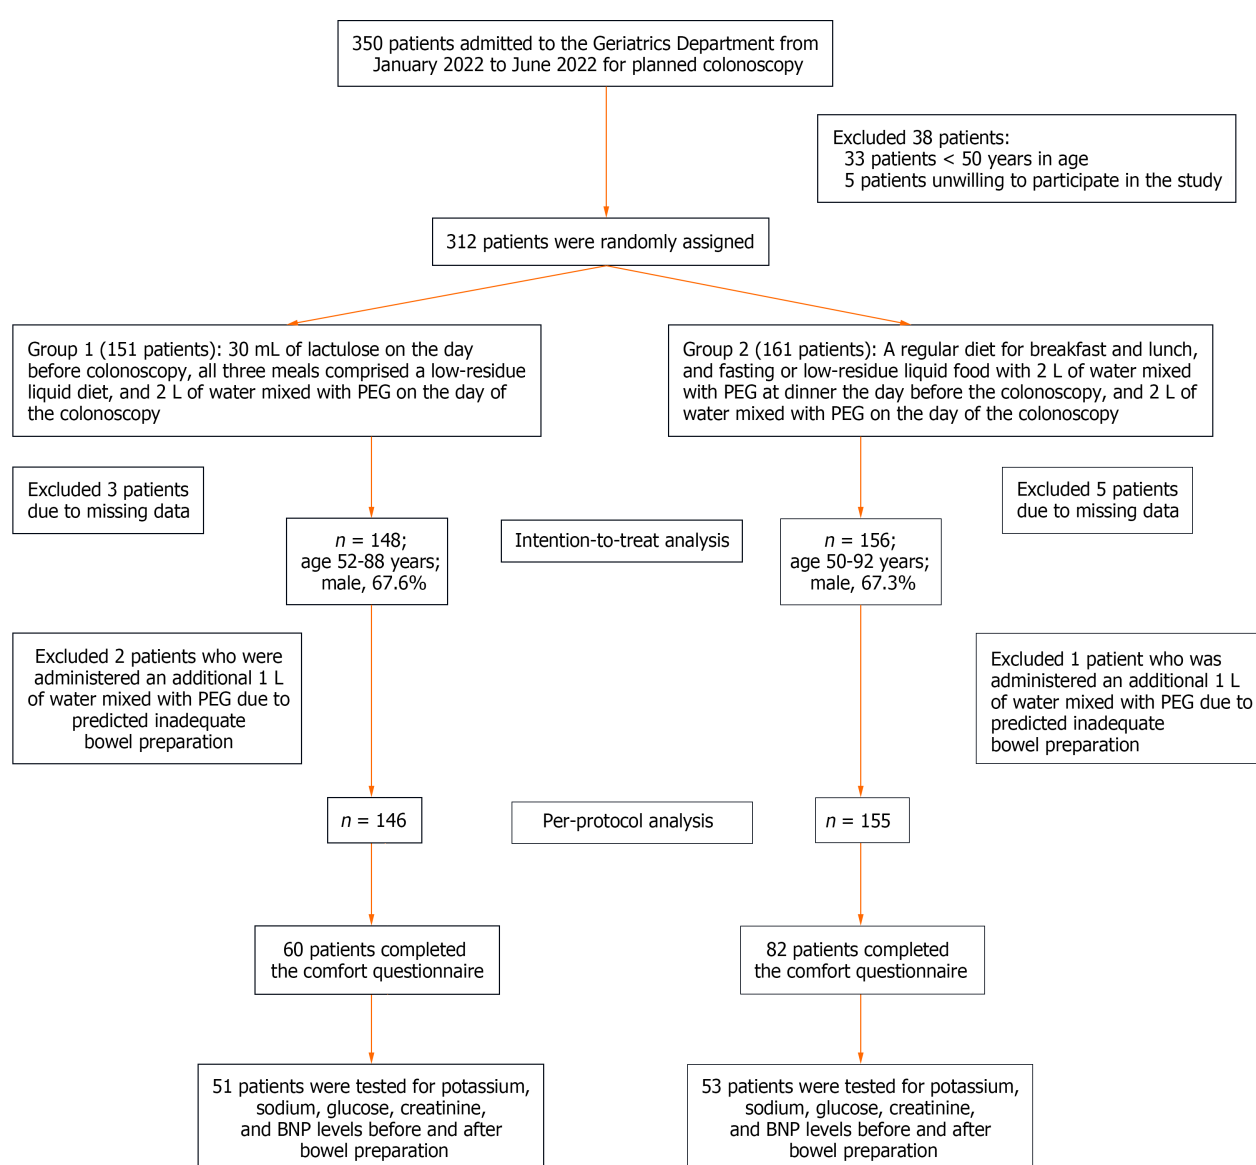 350 patients admitted to the Geriatrics Department from
January 2022 to June 2022 for planned colonoscopy
Excluded 38 patients:
33 patients < 50 years in age
5 patients unwilling to participate in the study
312 patients were randomly assigned
Group 1 (151 patients): 30 mL of lactulose on the day
before colonoscopy, all three meals comprised a low-residue
liquid diet, and 2 L of water mixed with PEG on the day of
the colonoscopy
Group 2 (161 patients): A regular diet for breakfast and lunch,
and fasting or low-residue liquid food with 2 L of water mixed
with PEG at dinner the day before the colonoscopy, and 2 L of
water mixed with PEG on the day of the colonoscopy
Excluded 3 patients
due to missing data
Excluded 5 patients
due to missing data
n = 148;
age 52-88 years;
male, 67.6%
Intention-to-treat analysis
n = 156;
age 50-92 years;
male, 67.3%
Excluded 2 patients who were
administered an additional 1 L
of water mixed with PEG due to
predicted inadequate
bowel preparation
Excluded 1 patient who was
administered an additional 1 L
of water mixed with PEG due to
predicted inadequate
bowel preparation
n = 146
Per-protocol analysis
n = 155
60 patients completed
the comfort questionnaire
82 patients completed
the comfort questionnaire
51 patients were tested for potassium,
sodium, glucose, creatinine,
and BNP levels before and after
bowel preparation
53 patients were tested for potassium,
sodium, glucose, creatinine,
and BNP levels before and after
bowel preparation